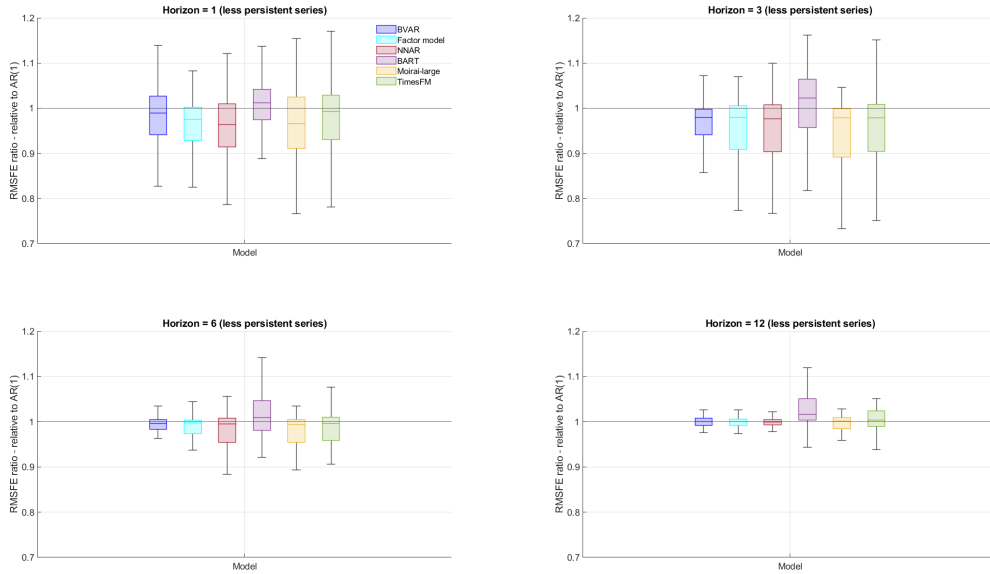 Horizon = 1 (less persistent series)
RMSFE ratio - relative to AR(1)
1.2
1.1
1
0.9
0.8
0.7
BVAR
Factor model
NNAR
BART
Moirai-large
TimesFM
Model
Horizon = 3 (less persistent series)
RMSFE ratio - relative to AR(1)
1.2
1.1
1
0.9
0.8
0.7
Model
Horizon = 6 (less persistent series)
RMSFE ratio - relative to AR(1)
1.2
1.1
1
0.9
0.8
0.7
Model
Horizon = 12 (less persistent series)
RMSFE ratio - relative to AR(1)
1.2
1.1
1
0.9
0.8
0.7
Model